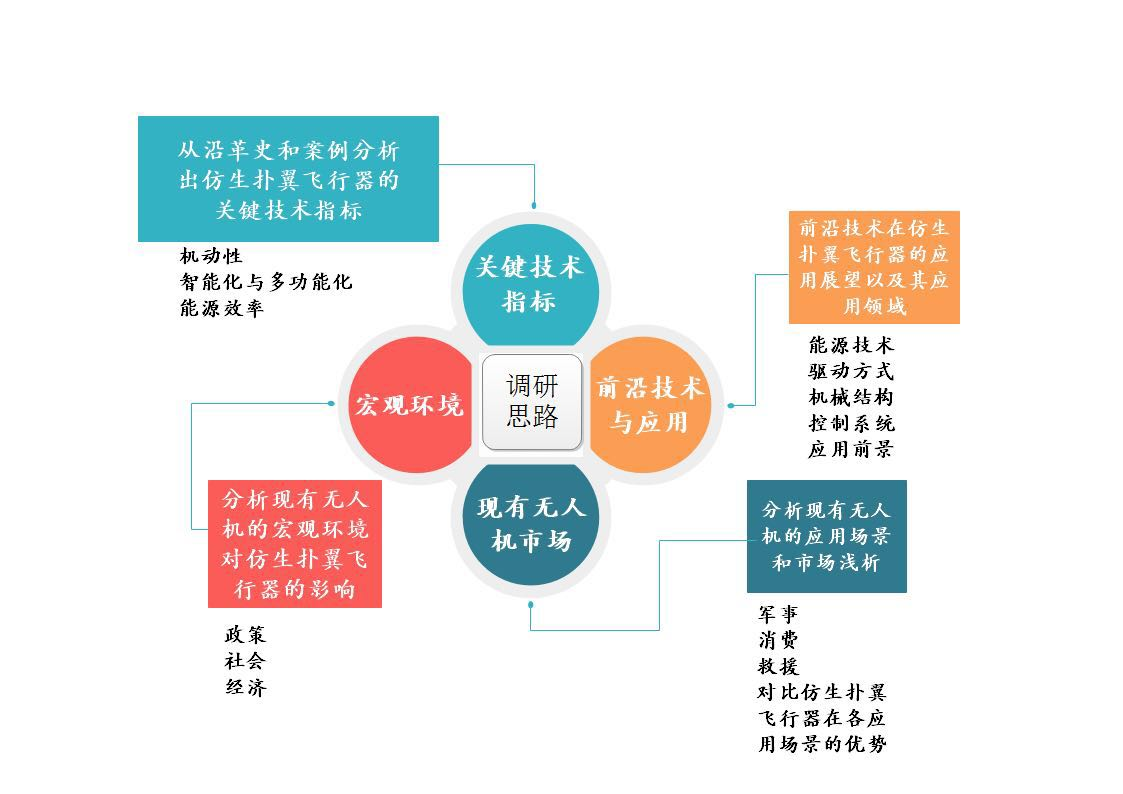 从沿革史和案例分析
出仿生扑翼飞行器的
关键技术指标
机动性
智能化与多功能化
能源效率
关键技术
指标
前沿技术在仿生
扑翼飞行器的应
用展望以及其应
用领域
能源技术
驱动方式
机械结构
控制系统
应用前景
宏观环境
调研
思路
前沿技术
与应用
分析现有无人
机的宏观环境
对仿生扑翼飞
行器的影响
政策
社会
经济
现有无人
机市场
分析现有无人
机的应用场景
和市场浅析
军事
消费
救援
对比仿生扑翼
飞行器在各应
用场景的优势